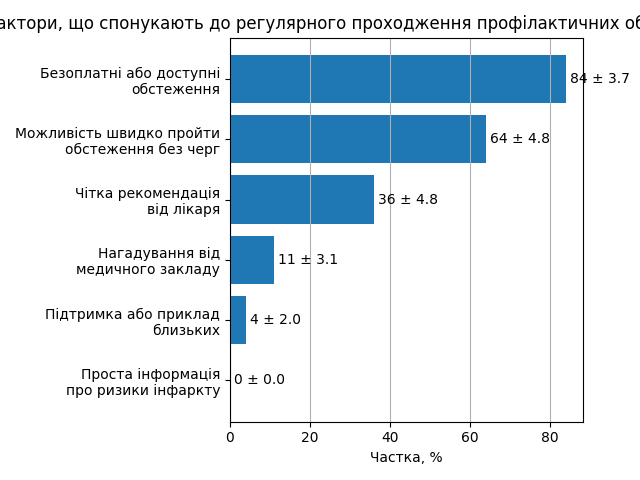 що спонукають до регулярного проходження профілактичних
Безоплатні або доступні
обстеження
84 ± 3.7
Можливість швидко пройти
обстеження без черг
64 ± 4.8
Чітка рекомендація
від лікаря
36 ± 4.8
Нагадування від
медичного закладу
11 ± 3.1
Підтримка або приклад
близьких
4 ± 2.0
Проста інформація
про ризики інфаркту
0 ± 0.0
0 20 40 60 80
Частка, %